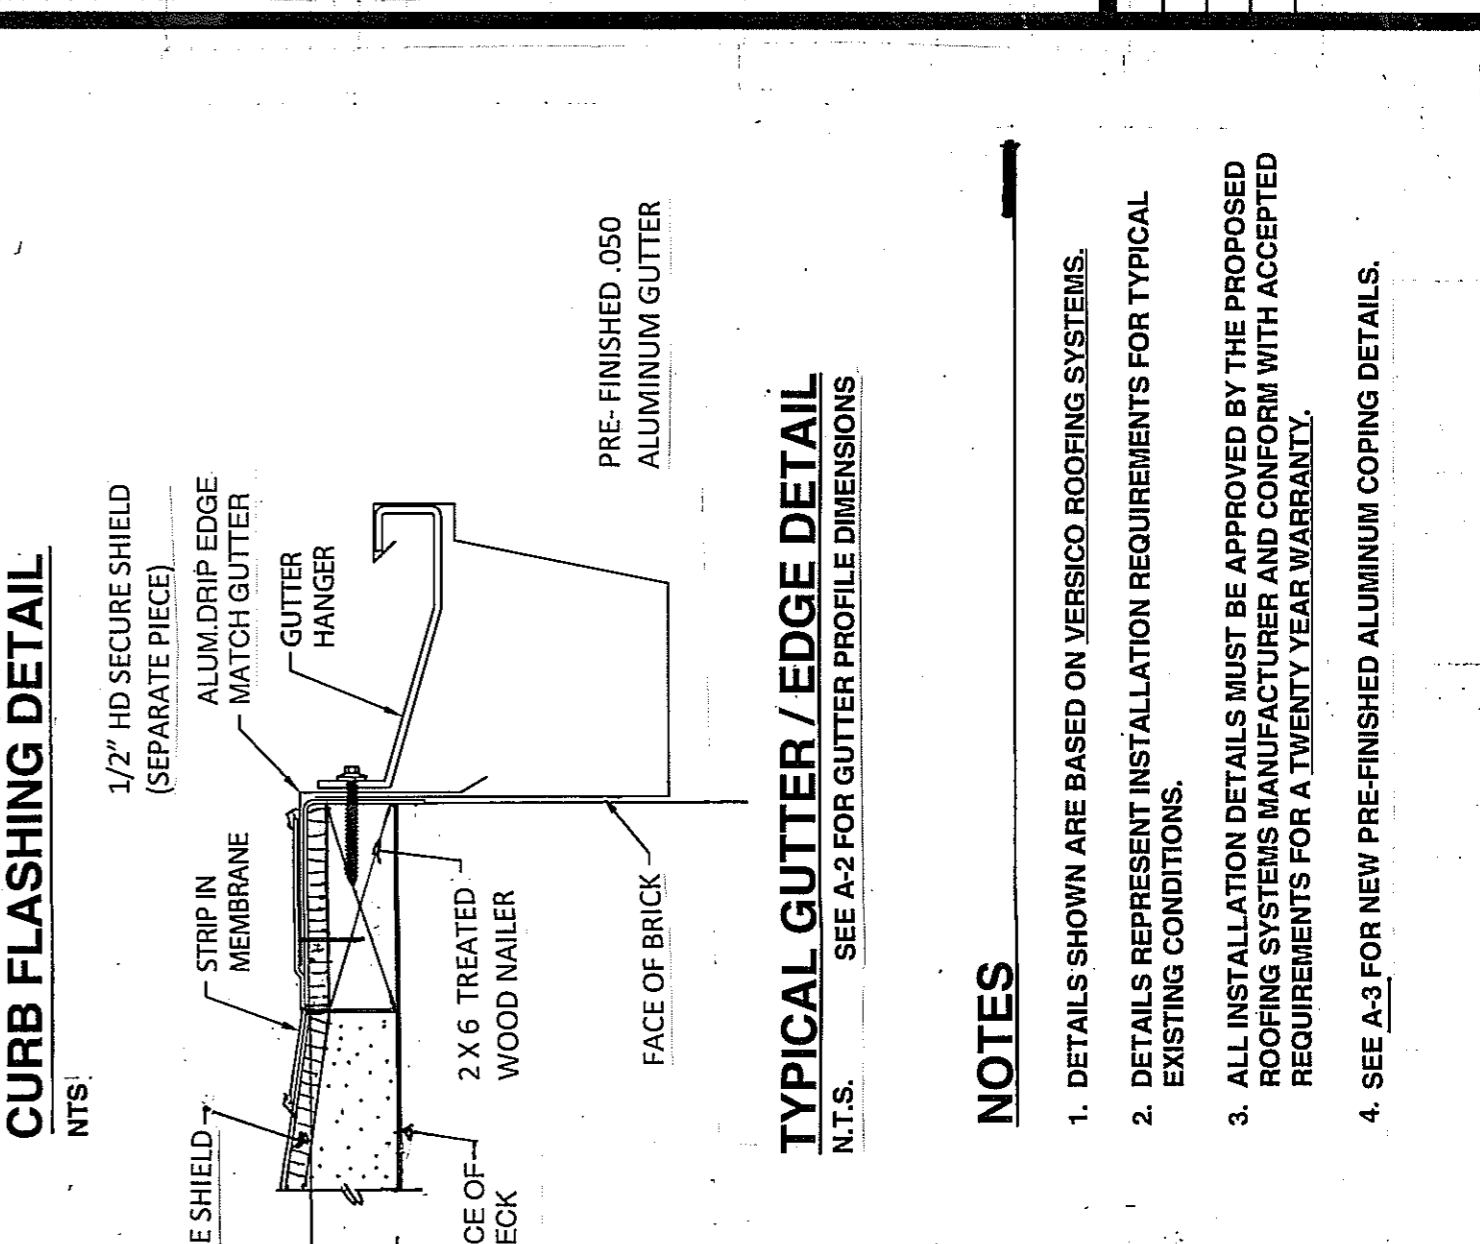 CURB FLASHING DETAIL
NTS
1/2" HD SECURE SHIELD
(SEPARATE PIECE)
ALUM.DRIP EDGE
MATCH GUTTER
STRIP IN
MEMBRANE
GUTTER
HANGER
E SHIELD
2 X 6 TREATED
WOOD NAILER
CE OF
ECK
PRE- FINISHED .050
ALUMINUM GUTTER
FACE OF BRICK
TYPICAL GUTTER / EDGE DETAIL
N.T.S. SEE A-2 FOR GUTTER PROFILE DIMENSIONS
NOTES
1. DETAILS SHOWN ARE BASED ON VERSICO ROOFING SYSTEMS.
2. DETAILS REPRESENT INSTALLATION REQUIREMENTS FOR TYPICAL
EXISTING CONDITIONS.
3. ALL INSTALLATION DETAILS MUST BE APPROVED BY THE PROPOSED
ROOFING SYSTEMS MANUFACTURER AND CONFORM WITH ACCEPTED
REQUIREMENTS FOR A TWENTY YEAR WARRANTY.
4. SEE A-3 FOR NEW PRE-FINISHED ALUMINUM COPING DETAILS.